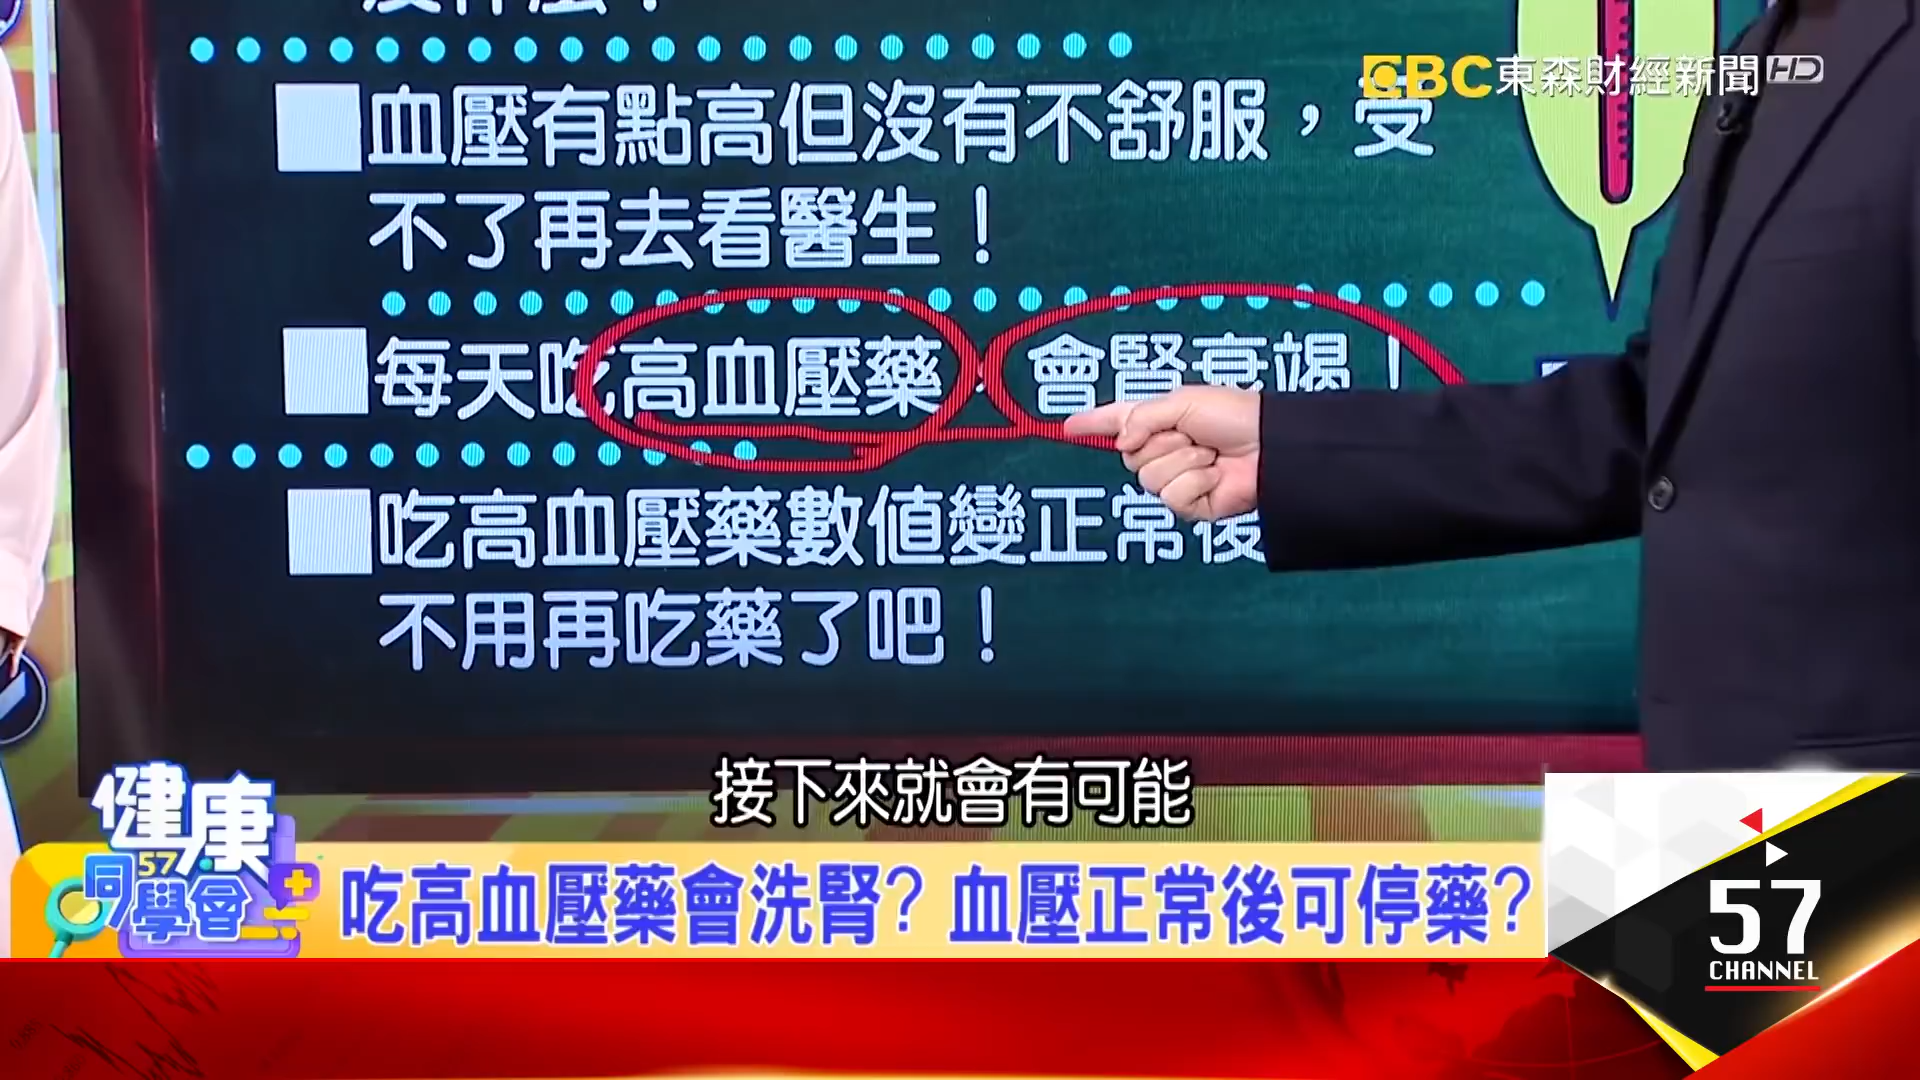 EBC東森財經新聞HD
血壓有點高但沒有不舒服，受
不了再去看醫生！
每天吃高血壓藥，會腎衰竭！
吃高血壓藥數值變正常後
不用再吃藥了吧！
接下來就會有可能
健康
57
同學會
吃高血壓藥會洗腎？血壓正常後可停藥？
57
CHANNEL